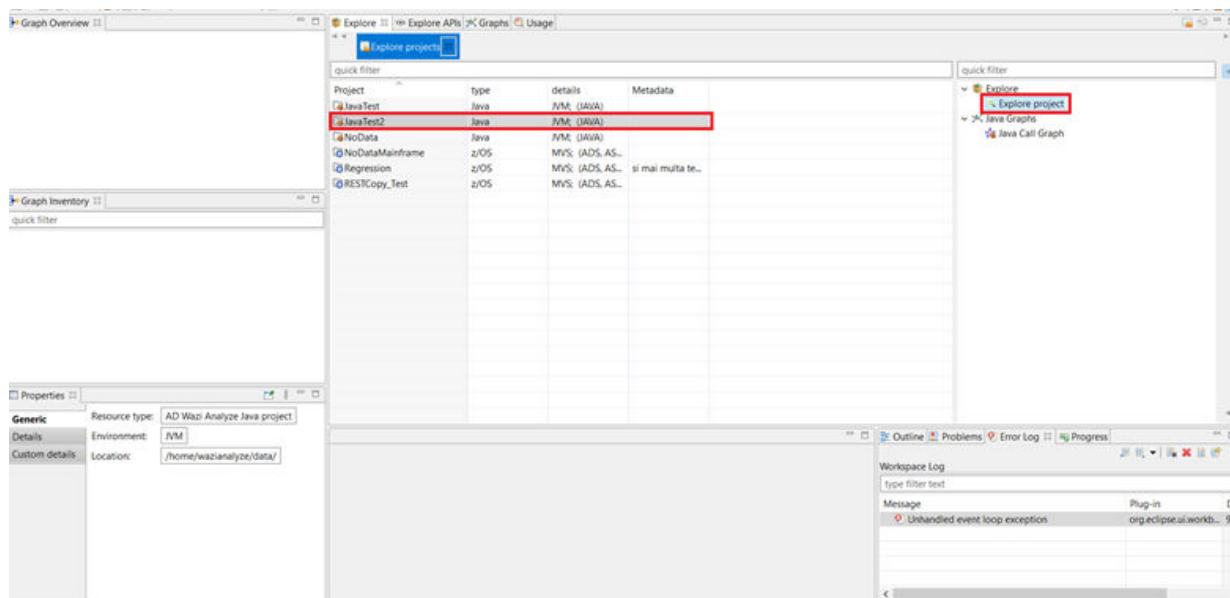 Graph Overview
Explore Explore APIs Graphs Usage
Explore projects
quick filter
Project type details Metadata
JavaTest Java JVM; (JAVA)
JavaTest2 Java JVM; (JAVA)
NoData Java JVM; (JAVA)
NoDataMainframe z/OS MVS; (ADS, AS...
Regression z/OS MVS; (ADS, AS... si mai multa te...
RESTCopy_Test z/OS MVS; (ADS, AS...
quick filter
Explore
Explore project
Java Graphs
Java Call Graph
Graph Inventory
quick filter
Properties
Generic
Details
Custom details
Resource type: AD Wazi Analyze Java project
Environment: JVM
Location: /home/wazianalyze/data/
Outline Problems Error Log Progress
Workspace Log
type filter text
Message Plug-in
Unhandled event loop exception org.eclipse.ui.workb...